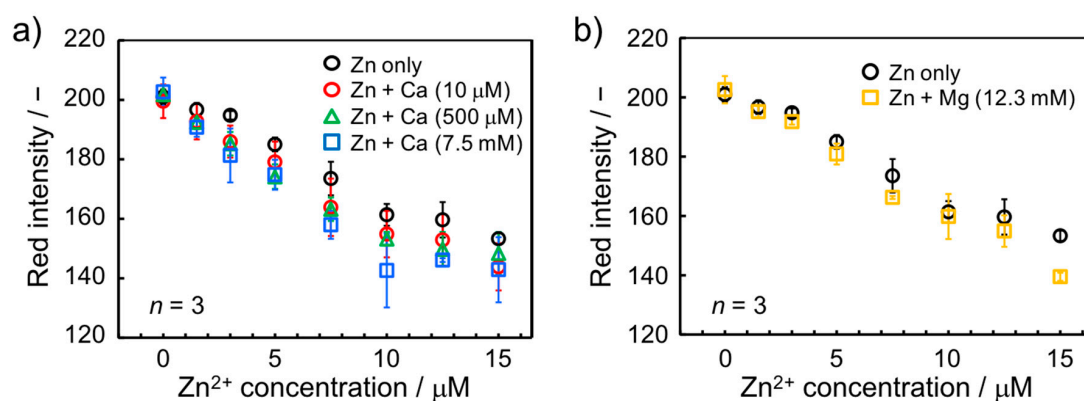 a)
220
200
180
160
140
120
Red intensity / –
Zn only
Zn + Ca (10 μM)
Zn + Ca (500 μM)
Zn + Ca (7.5 mM)
n = 3
0 5 10 15
Zn²⁺ concentration / μM
b)
220
200
180
160
140
120
Red intensity / –
Zn only
Zn + Mg (12.3 mM)
n = 3
0 5 10 15
Zn²⁺ concentration / μM